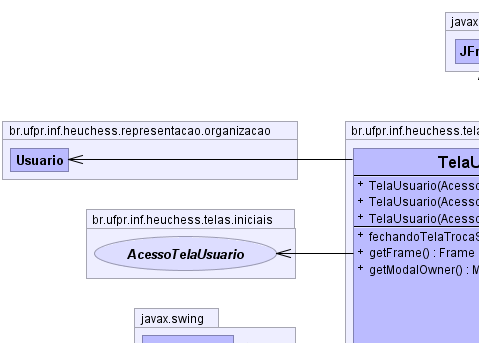 javax.
JFr
br.ufpr.inf.heuchess.representacao.organizacao
Usuario
br.ufpr.inf.heuchess.tela
TelaU
+ TelaUsuario(Acesso
+ TelaUsuario(Acesso
+ TelaUsuario(Acesso
+ fechandoTelaTrocaS
+ getFrame() : Frame
+ getModalOwner() : M
br.ufpr.inf.heuchess.telas.iniciais
AcessoTelaUsuario
javax.swing